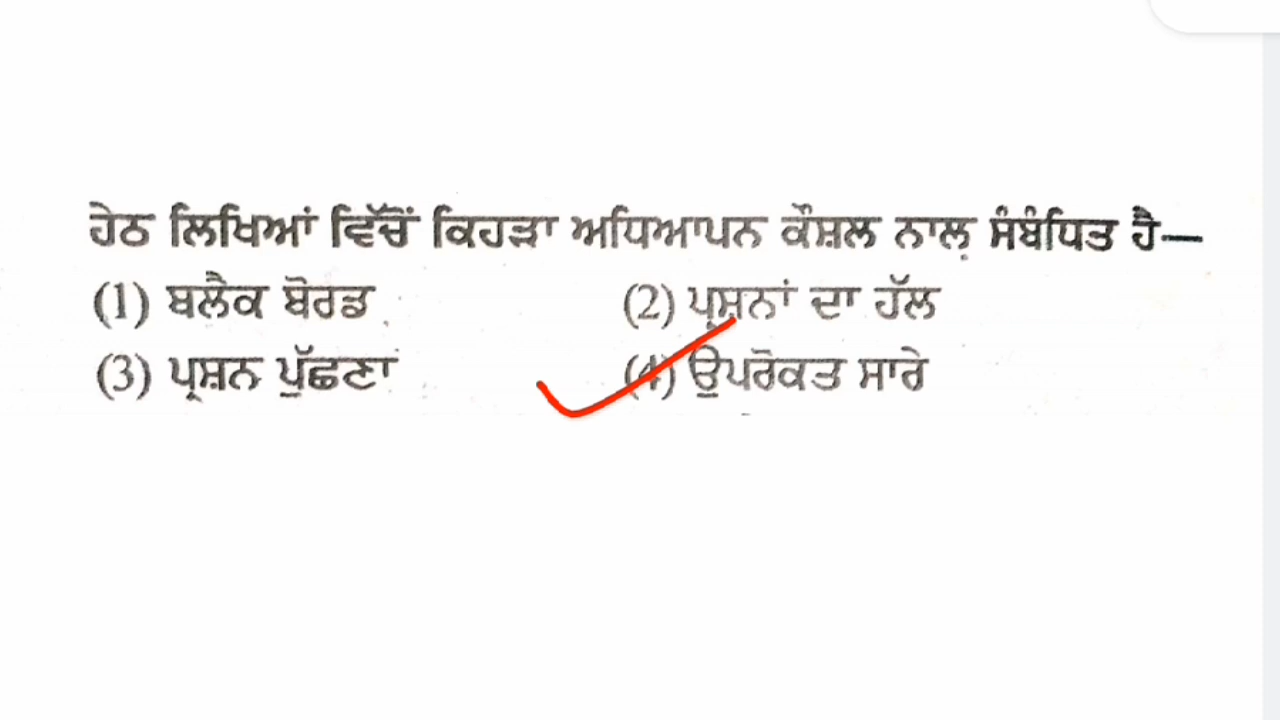 ਹੇਠ ਲਿਖਿਆਂ ਵਿੱਚੋਂ ਕਿਹੜਾ ਅਧਿਆਪਨ ਕੌਸ਼ਲ ਨਾਲ ਸੰਬੰਧਿਤ ਹੈ—
(1) ਬਲੈਕ ਬੋਰਡ (2) ਪ੍ਰਸ਼ਨਾਂ ਦਾ ਹੱਲ
(3) ਪ੍ਰਸ਼ਨ ਪੁੱਛਣਾ (4) ਉਪਰੋਕਤ ਸਾਰੇ